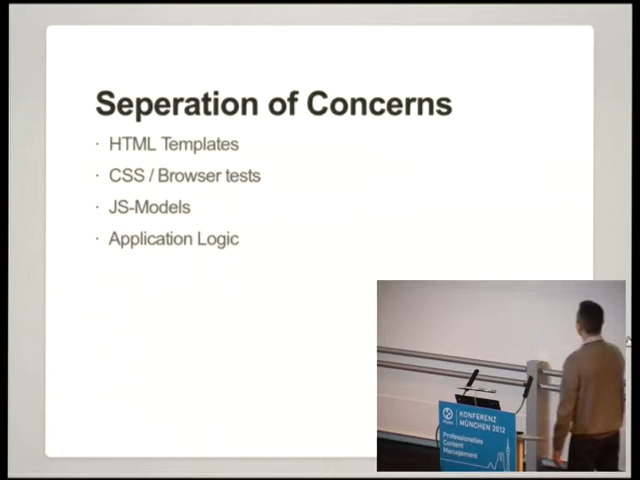 Seperation of Concerns
· HTML Templates
· CSS / Browser tests
· JS-Models
· Application Logic
KONFERENZ
MÜNCHEN 2012
Professionelles
Content
Management